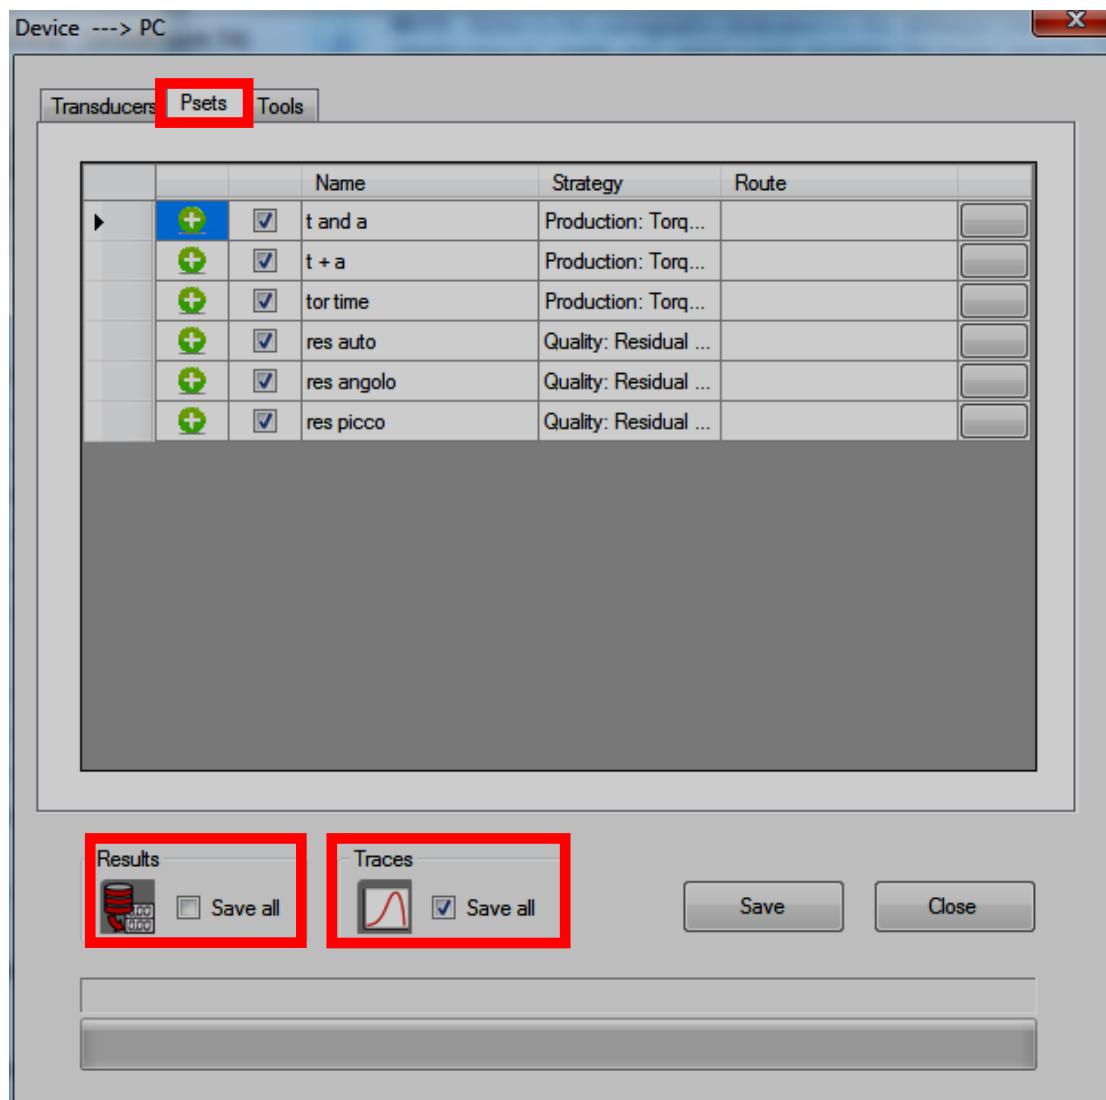 Device ---> PC
Transducers Psets Tools
Name Strategy Route
t and a Production: Torq...
t + a Production: Torq...
tor time Production: Torq...
res auto Quality: Residual ...
res angolo Quality: Residual ...
res picco Quality: Residual ...
Results Traces
Save all Save all Save Close